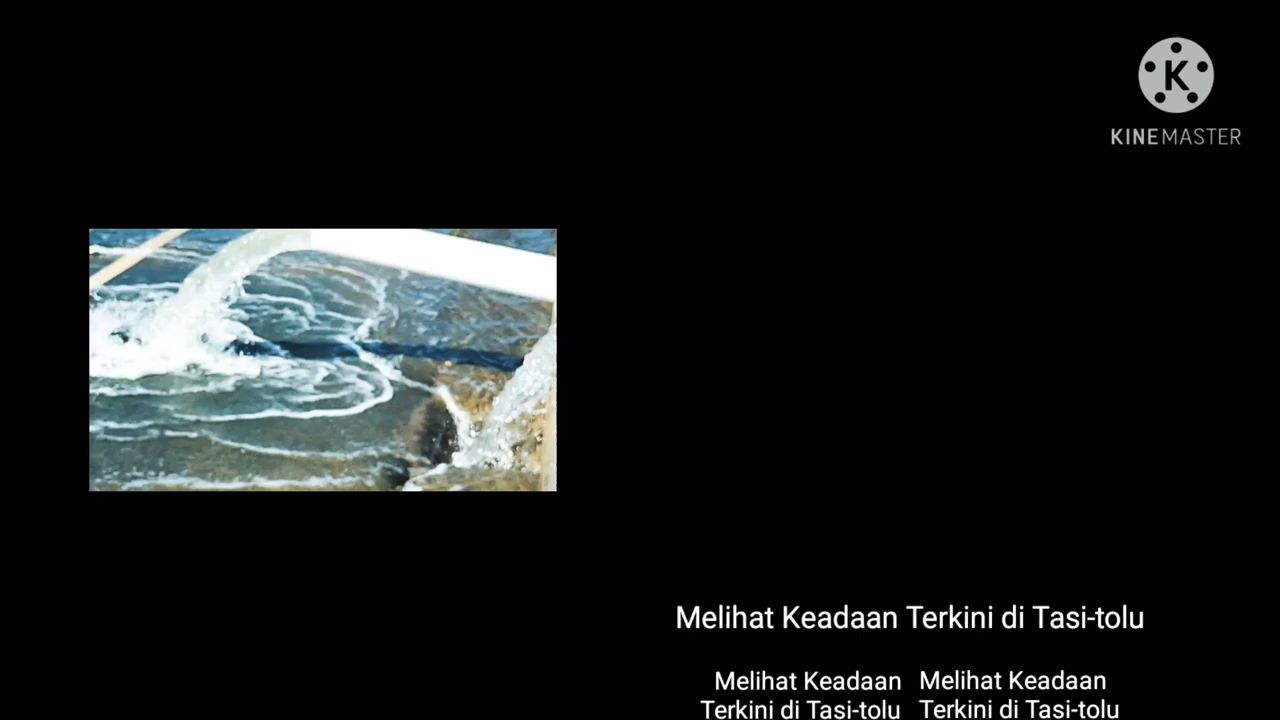 K
KINEMASTER
Melihat Keadaan Terkini di Tasi-tolu
Melihat Keadaan
Terkini di Tasi-tolu
Melihat Keadaan
Terkini di Tasi-tolu